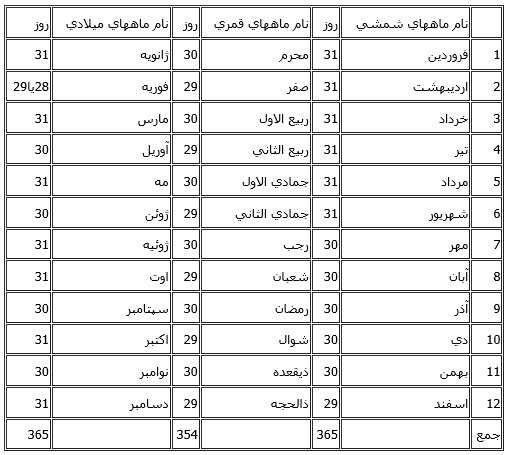 نام ماههاي شمشي روز نام ماههاي قمري روز نام ماههاي ميلادي روز
1 فروردين 31 محرم 30 ژانويه 31
2 ارديبهشت 31 صفر 29 فوريه 28يا29
3 خرداد 31 ربيع الاول 30 مارس 31
4 تير 31 ربيع الثاني 29 آوريل 30
5 مرداد 31 جمادي الاول 30 مه 31
6 شهريور 31 جمادي الثاني 29 ژوئن 30
7 مهر 30 رجب 30 ژوئيه 31
8 آبان 30 شعبان 29 اوت 31
9 آذر 30 رمضان 30 سپتامبر 30
10 دي 30 شوال 29 اكتبر 31
11 بهمن 30 ذيقعده 30 نوامبر 30
12 اسفند 29 ذالحجه 29 دسامبر 31
جمع 365 354 365